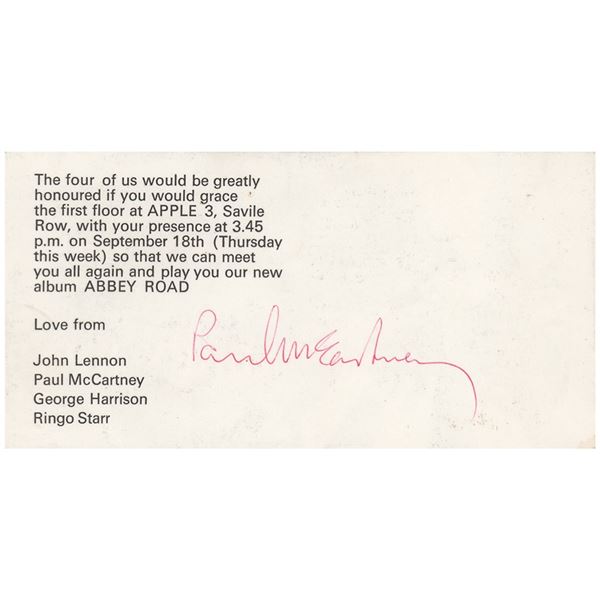 The four of us would be greatly
honoured if you would grace
the first floor at APPLE 3, Savile
Row, with your presence at 3.45
p.m. on September 18th (Thursday
this week) so that we can meet
you all again and play you our new
album ABBEY ROAD
Love from
Paul McCartney
John Lennon
Paul McCartney
George Harrison
Ringo Starr